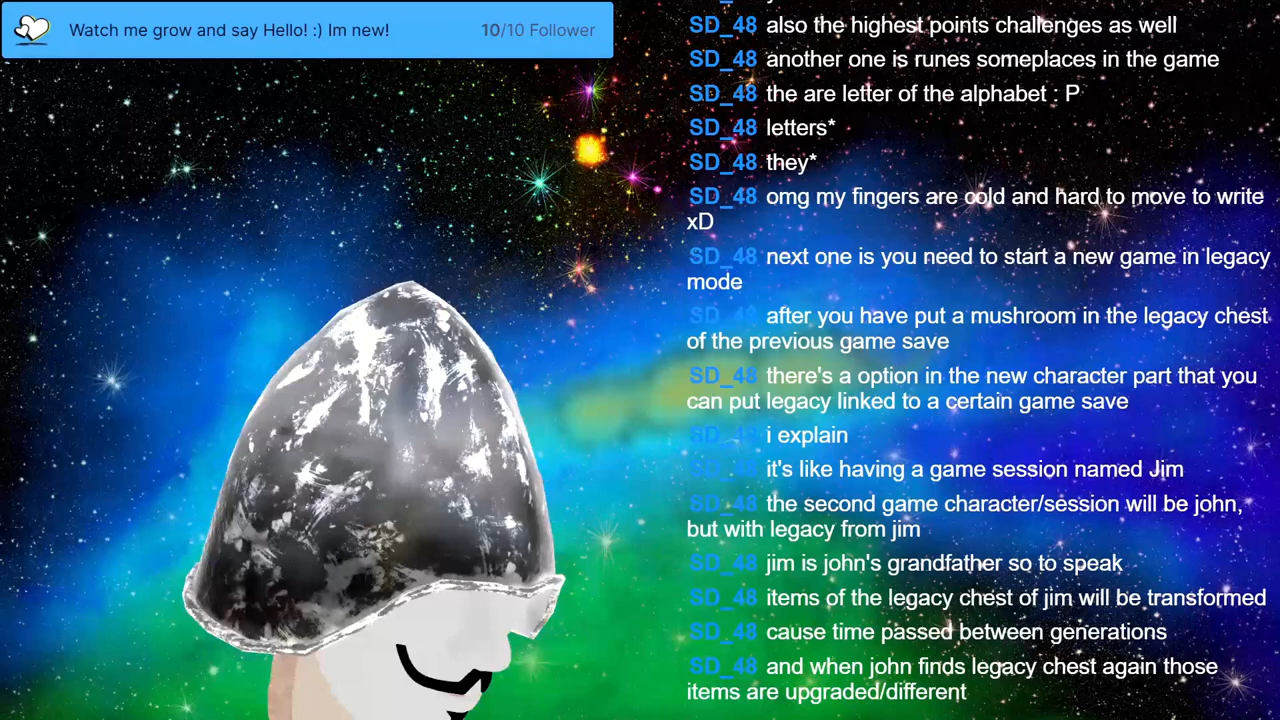 Watch me grow and say Hello! :) Im new!
10/10 Follower
SD_48 also the highest points challenges as well
SD_48 another one is runes someplaces in the game
SD_48 the are letter of the alphabet : P
SD_48 letters*
SD_48 they*
SD_48 omg my fingers are cold and hard to move to write
xD
SD_48 next one is you need to start a new game in legacy
mode
SD_48 after you have put a mushroom in the legacy chest
of the previous game save
SD_48 there's a option in the new character part that you
can put legacy linked to a certain game save
SD_48 i explain
SD_48 it's like having a game session named Jim
SD_48 the second game character/session will be john,
but with legacy from jim
SD_48 jim is john's grandfather so to speak
SD_48 items of the legacy chest of jim will be transformed
SD_48 cause time passed between generations
SD_48 and when john finds legacy chest again those
items are upgraded/different